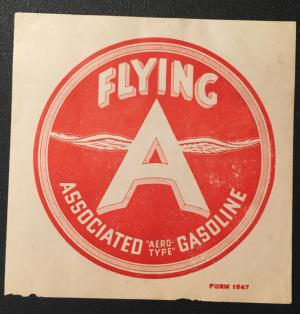 FLYING
A
ASSOCIATED "AERO-TYPE" GASOLINE
FORM 1547